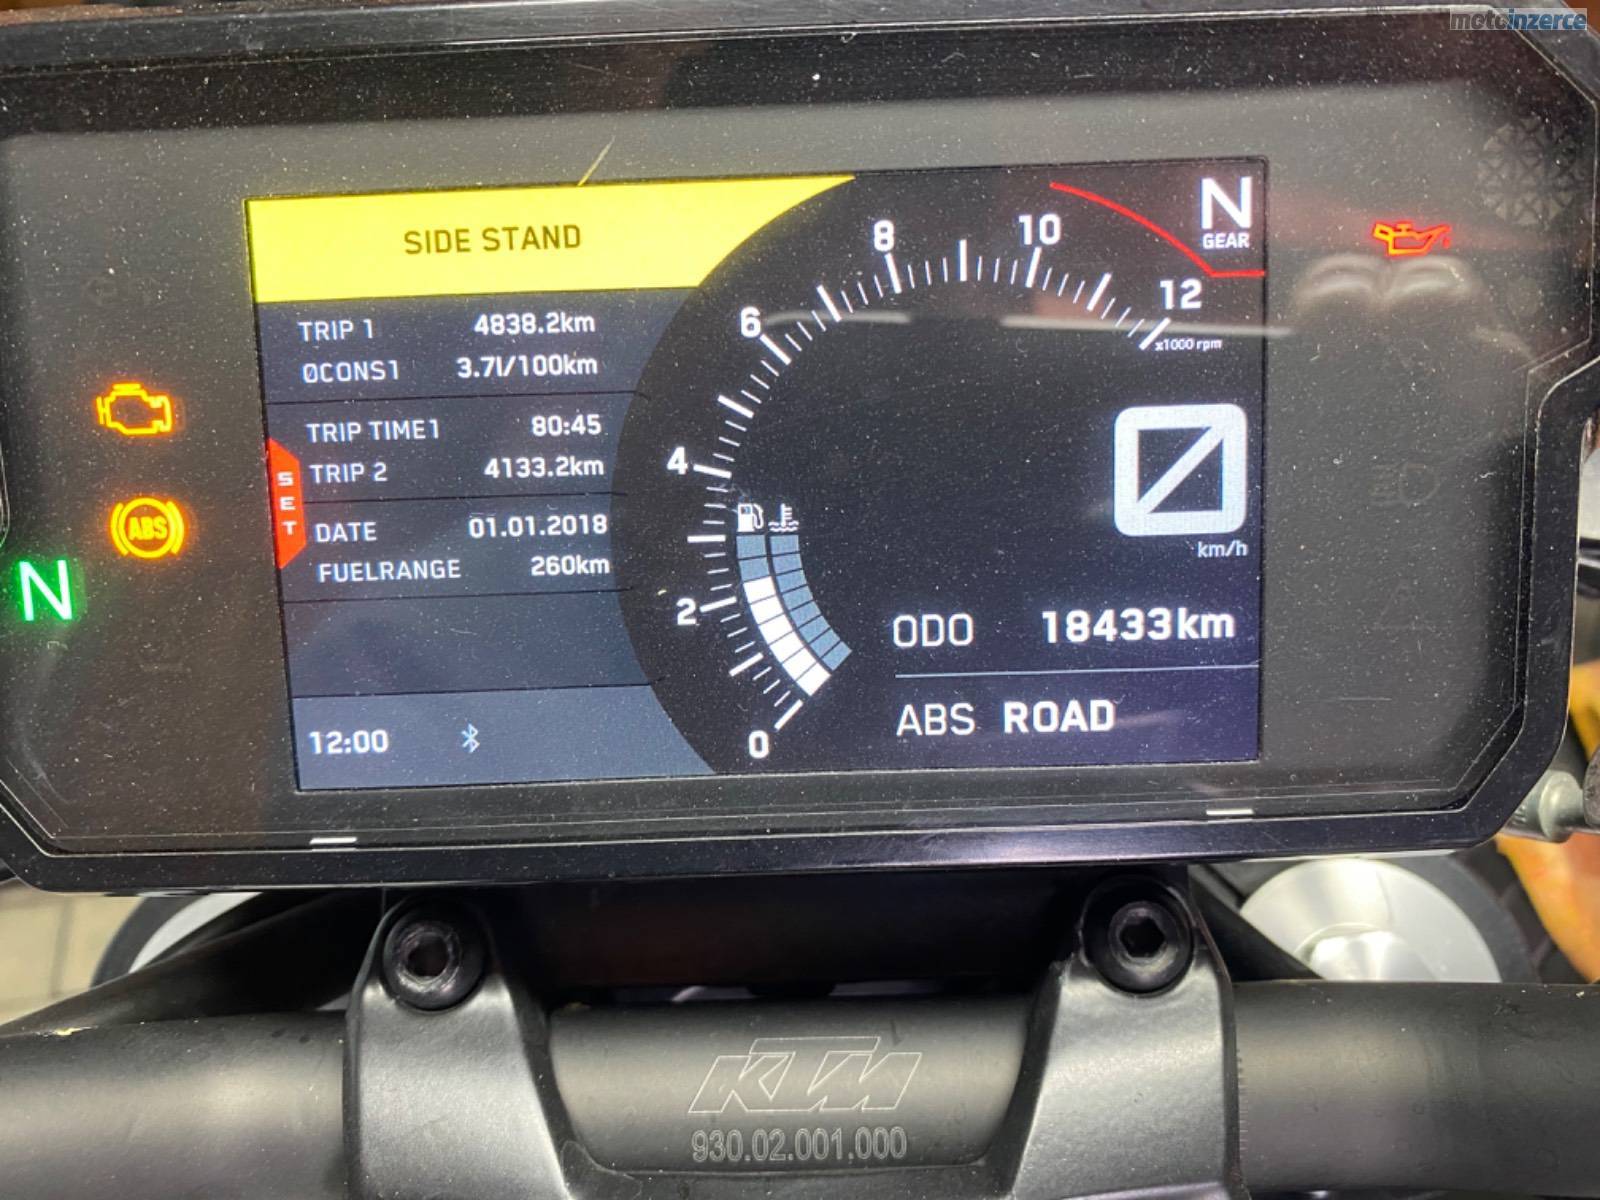 motoinzerce
SIDE STAND
N
GEAR
8
10
12
6
x1000 rpm
4
2
0
TRIP 1 4838.2km
ØCONS1 3.7l/100km
TRIP TIME1 80:45
TRIP 2 4133.2km
SET
DATE 01.01.2018
FUELRANGE 260km
12:00
ABS
N
0
km/h
ODO 18433km
ABS ROAD
KTM
930.02.001.000